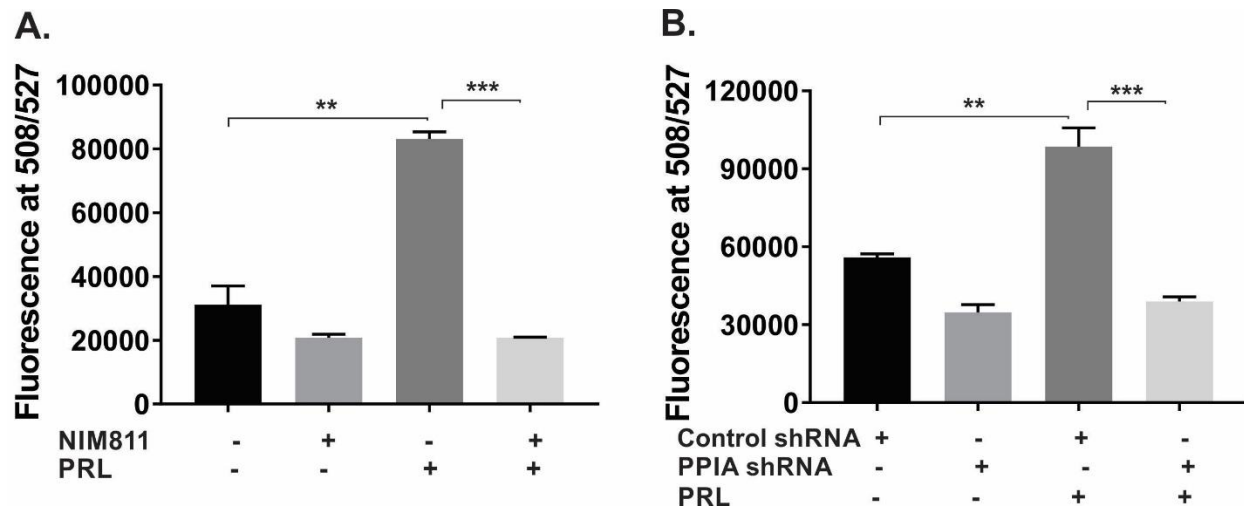 A.
Fluorescence at 508/527
100000
80000
60000
40000
20000
0
**
***
NIM811 - + - +
PRL - - + +
B.
Fluorescence at 508/527
120000
90000
60000
30000
0
**
***
Control shRNA + - + -
PPIA shRNA - + - +
PRL - - + +